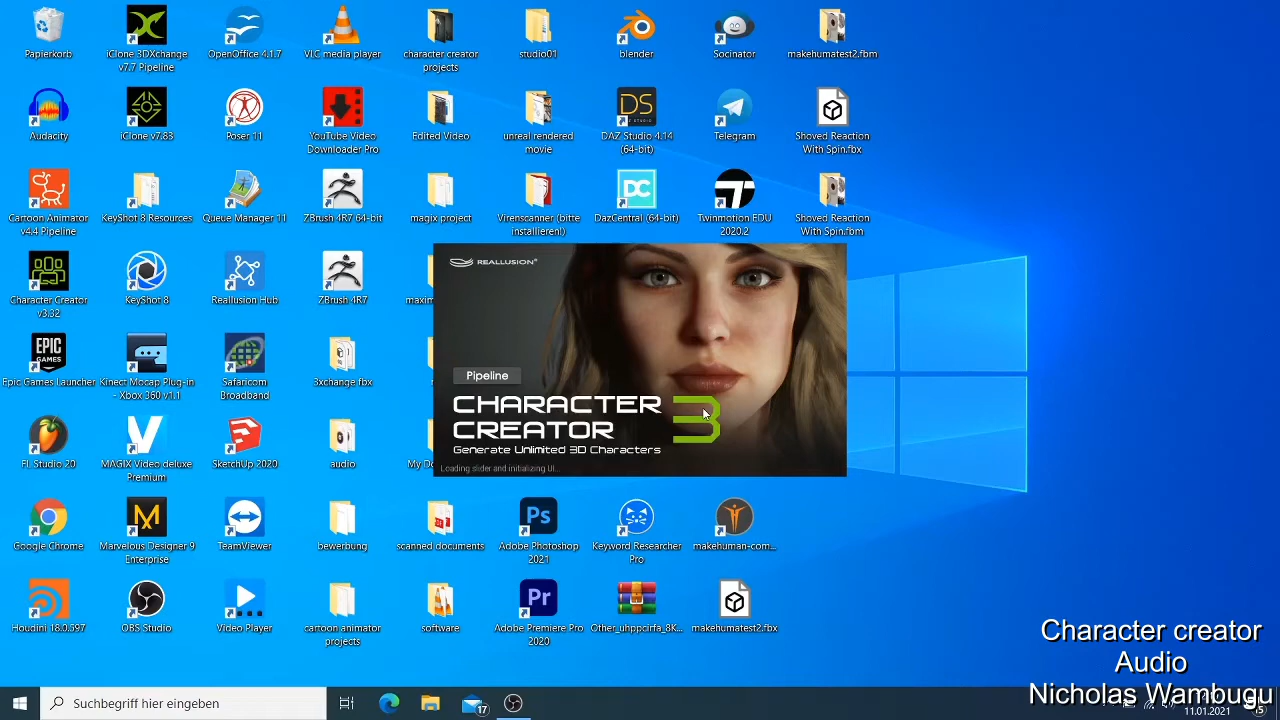 Papierkorb
iClone 3DXchange
v7.7 Pipeline
OpenOffice 4.1.7
VLC media player
character creator
projects
studio01
blender
Socinator
makehumatest2.fbm
Audacity
iClone v7.83
Poser 11
YouTube Video
Downloader Pro
Edited Video
unreal rendered
movie
DS
DAZ Studio 4.14
(64-bit)
Telegram
Shoved Reaction
With Spin.fbx
Cartoon Animator
v4.4 Pipeline
KeyShot 8 Resources
Queue Manager 11
ZBrush 4R7 64-bit
magix project
Virenscanner (bitte
installieren!)
DC
DazCentral (64-bit)
Twinmotion EDU
2020.2
Shoved Reaction
With Spin.fbm
Character Creator
v3.32
KeyShot 8
Reallusion Hub
ZBrush 4R7
REALLUSION®
Pipeline
CHARACTER
CREATOR 3
Generate Unlimited 3D Characters
Loading slider and initializing UI...
EPIC
GAMES
Epic Games Launcher
Kinect Mocap Plug-in
- Xbox 360 v1.1
Safaricom
Broadband
3xchange fbx
FL Studio 20
MAGIX Video deluxe
Premium
SketchUp 2020
audio
Google Chrome
Marvelous Designer 9
Enterprise
TeamViewer
bewerbung
scanned documents
Ps
Adobe Photoshop
2021
Keyword Researcher
Pro
makehuman-com...
Houdini 18.0.597
OBS Studio
Video Player
cartoon animator
projects
software
Pr
Adobe Premiere Pro
2020
Other_uhppcirfa_8K...
makehumatest2.fbx
Character creator
Audio
Nicholas Wambugu
Suchbegriff hier eingeben
17
11.01.2021
15